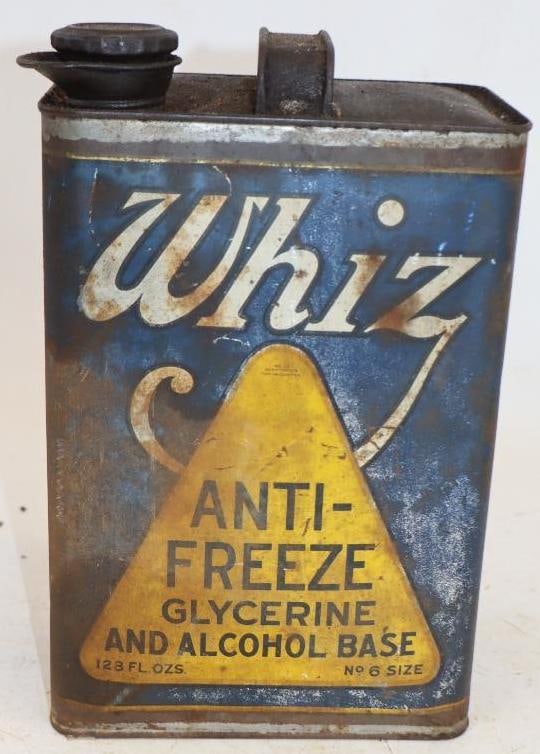 Whiz
ANTI-
FREEZE
GLYCERINE
AND ALCOHOL BASE
128 FL. OZS. Nº 6 SIZE